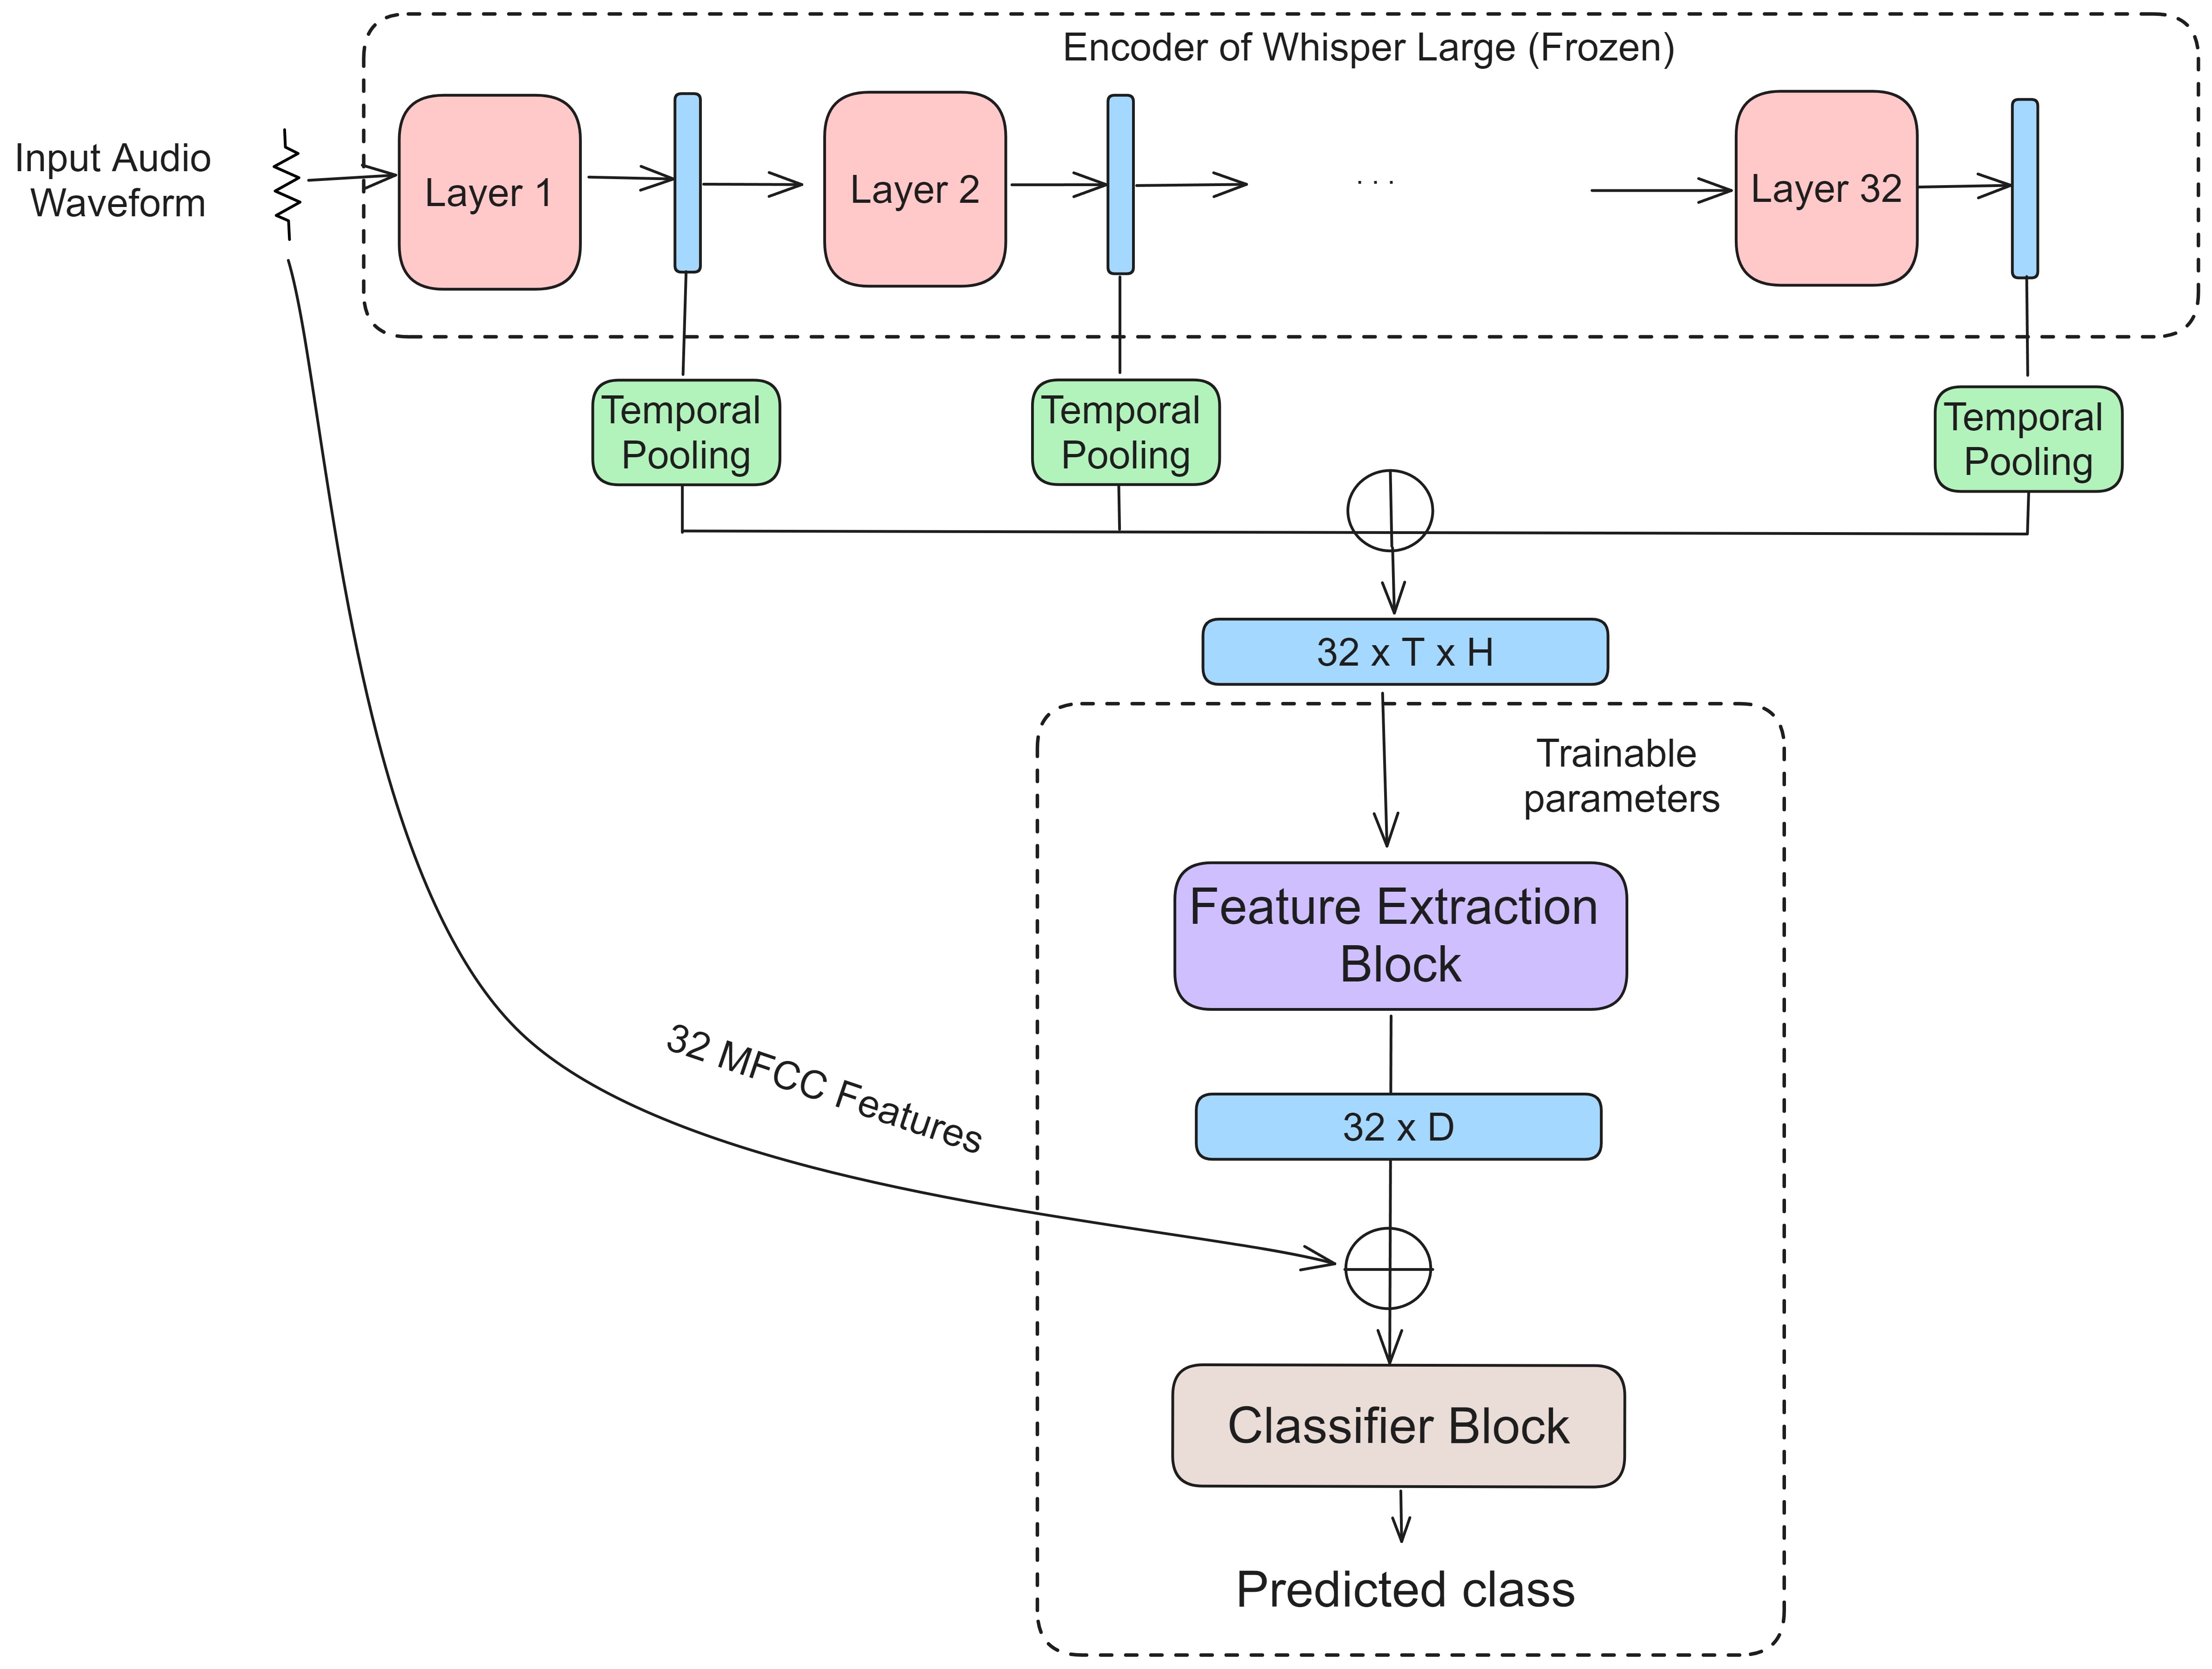 Encoder of Whisper Large (Frozen)
Input Audio
Waveform
Layer 1
Layer 2
. . .
Layer 32
Temporal
Pooling
Temporal
Pooling
Temporal
Pooling
32 x T x H
Trainable
parameters
Feature Extraction
Block
32 MFCC Features
32 x D
Classifier Block
Predicted class